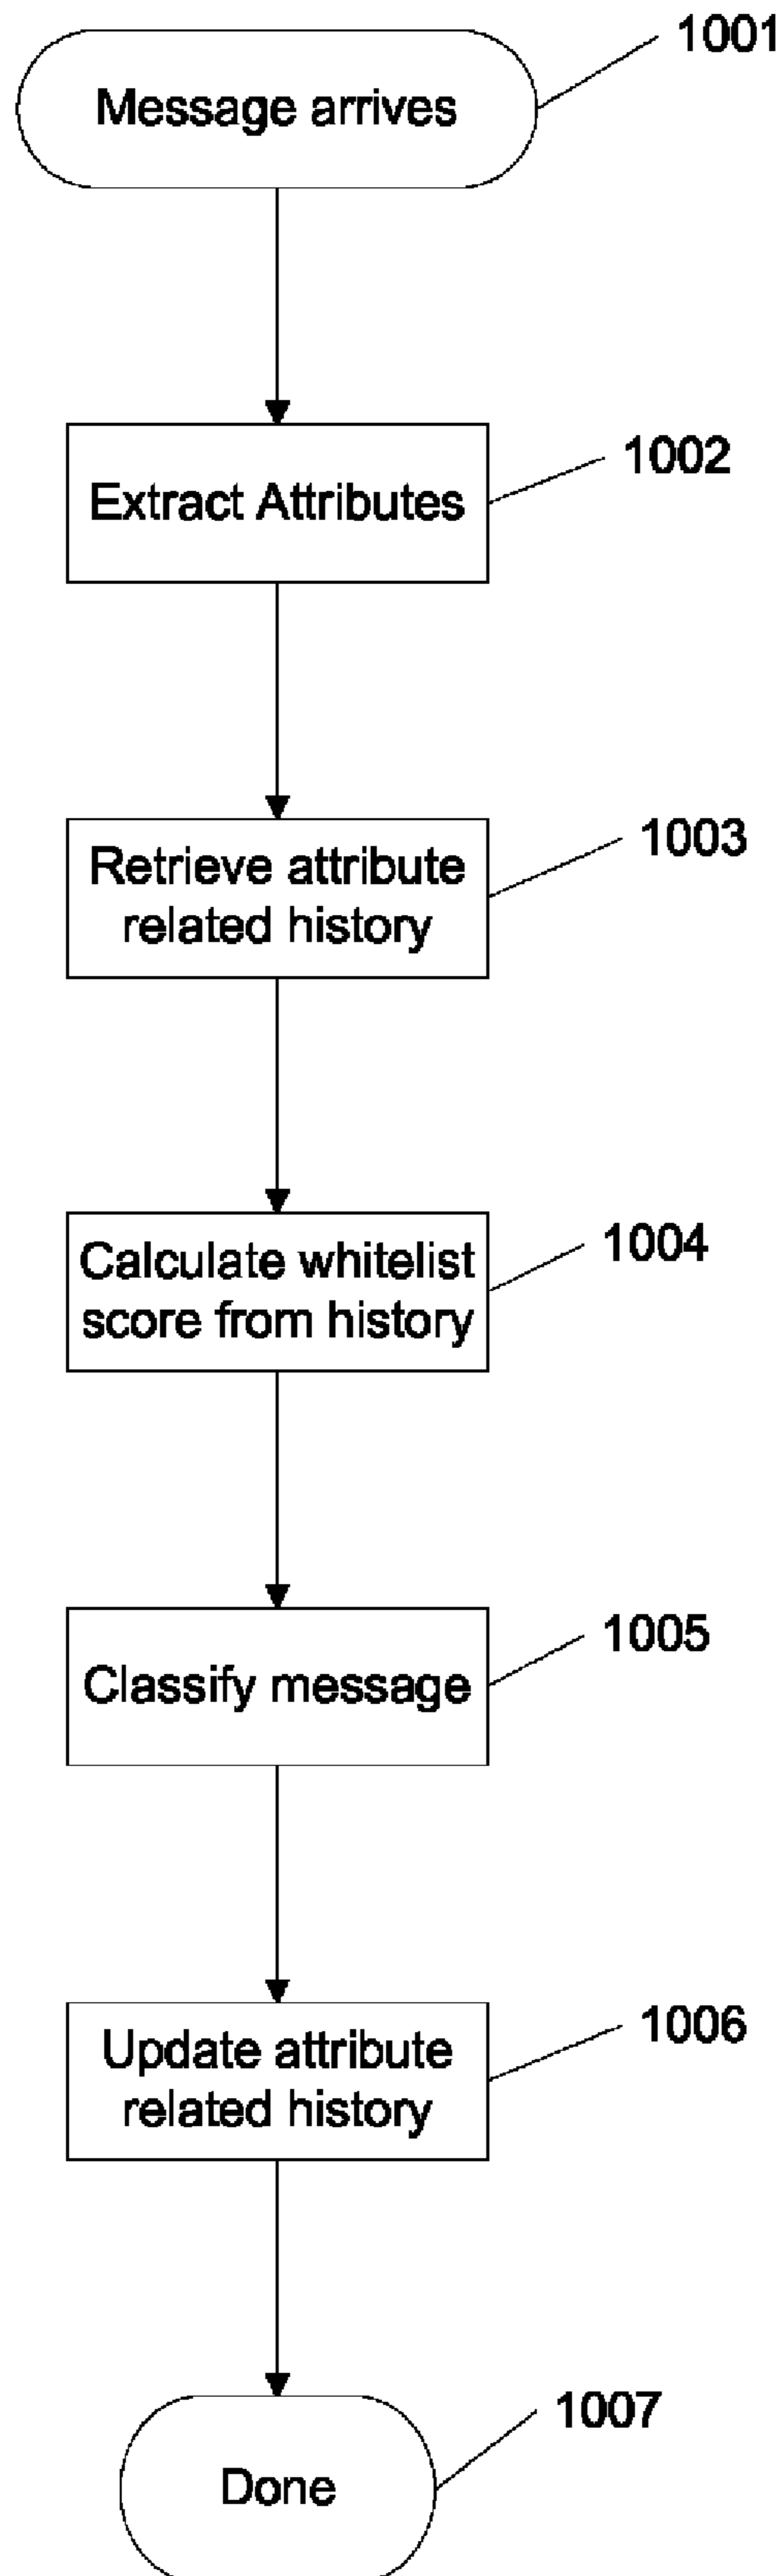 1001
Message arrives
1002
Extract Attributes
1003
Retrieve attribute
related history
1004
Calculate whitelist
score from history
1005
Classify message
1006
Update attribute
related history
1007
Done